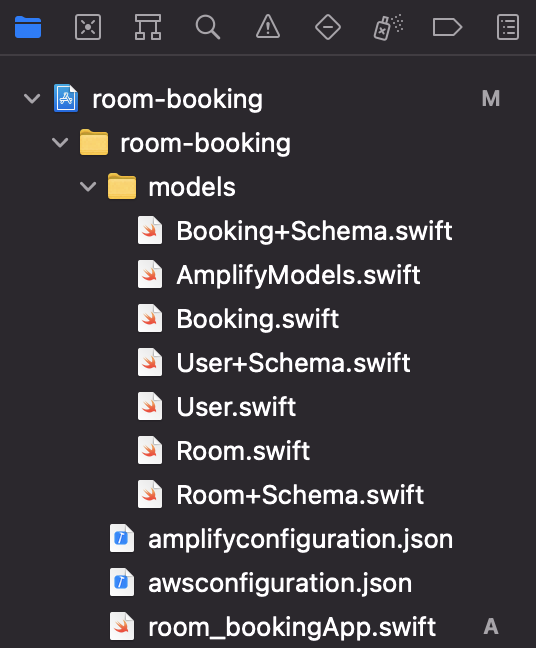 room-booking M
room-booking
models
Booking+Schema.swift
AmplifyModels.swift
Booking.swift
User+Schema.swift
User.swift
Room.swift
Room+Schema.swift
amplifyconfiguration.json
awsconfiguration.json
room_bookingApp.swift A